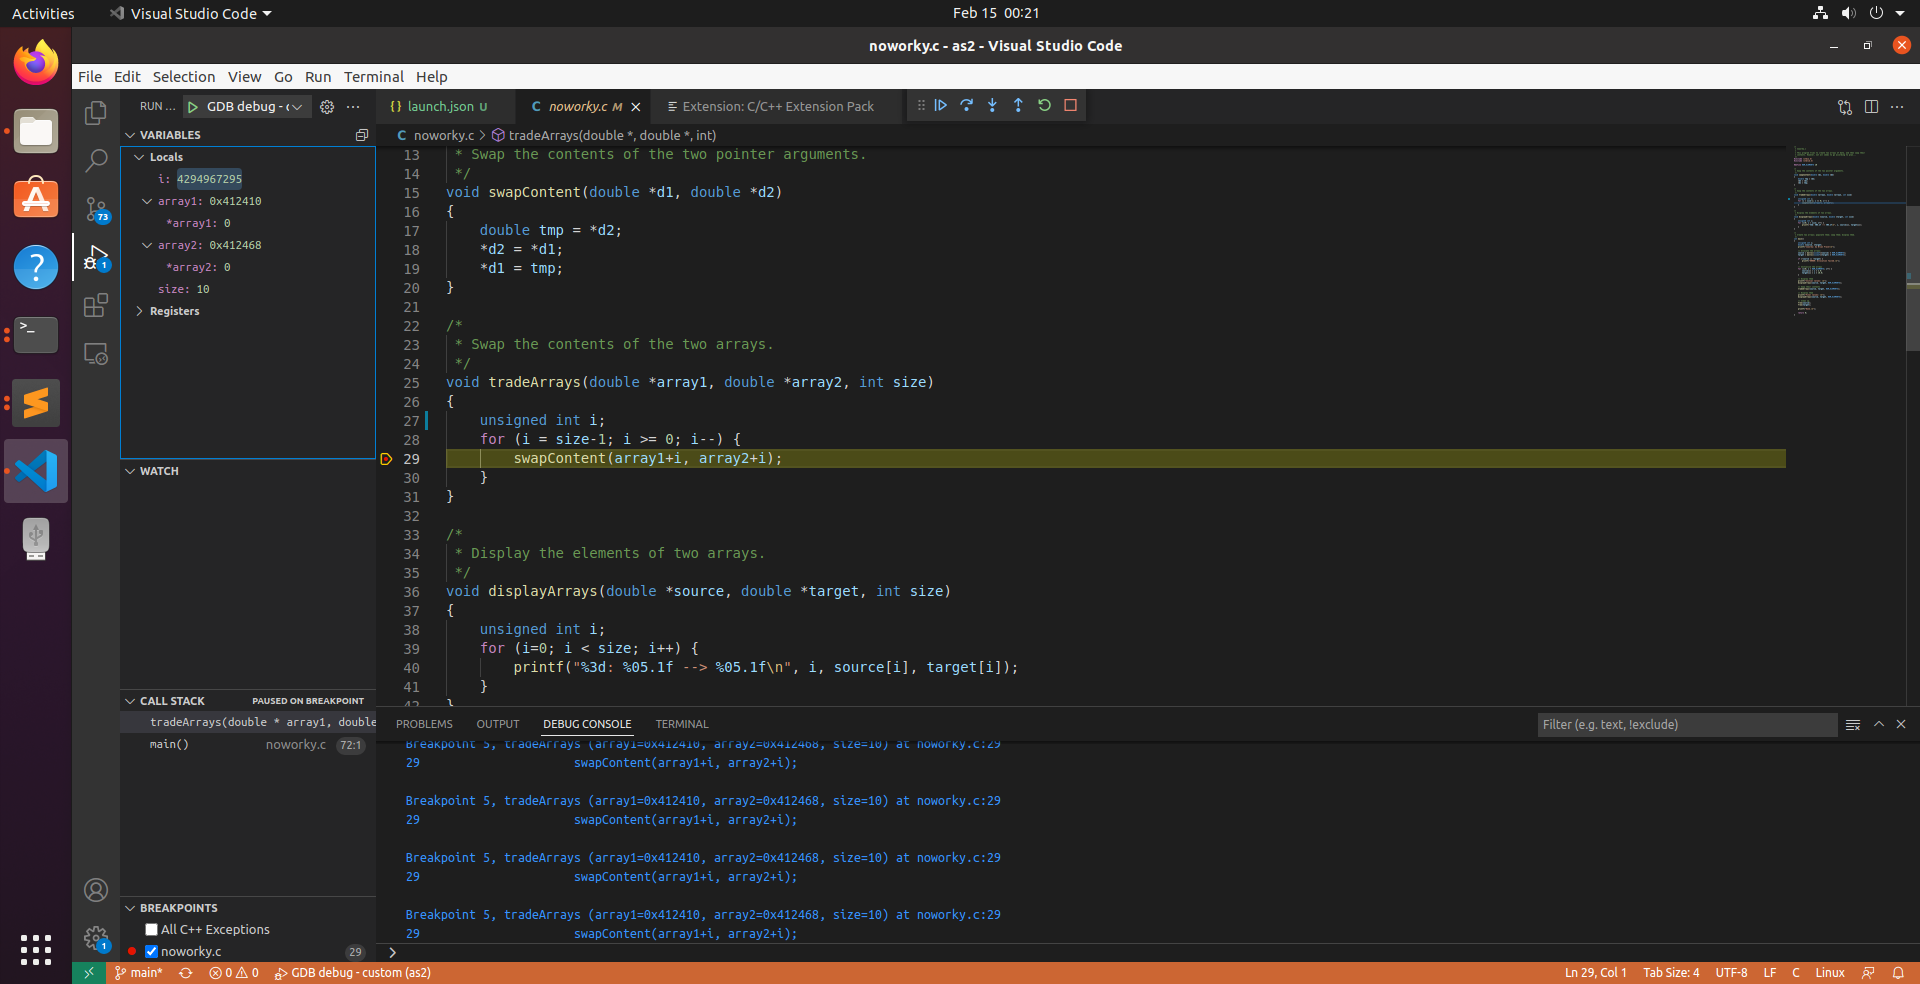 Activities
Visual Studio Code
Feb 15 00:21
noworky.c - as2 - Visual Studio Code
File Edit Selection View Go Run Terminal Help
RUN ...
GDB debug - c
launch.json U
noworky.c M
Extension: C/C++ Extension Pack
noworky.c > tradeArrays(double *, double *, int)
VARIABLES
Locals
i: 4294967295
array1: 0x412410
*array1: 0
array2: 0x412468
*array2: 0
size: 10
Registers
WATCH
CALL STACK
PAUSED ON BREAKPOINT
tradeArrays(double * array1, double
main() noworky.c 72:1
BREAKPOINTS
All C++ Exceptions
noworky.c 29
73
1
1
13 * Swap the contents of the two pointer arguments.
14 */
15 void swapContent(double *d1, double *d2)
16 {
17 double tmp = *d2;
18 *d2 = *d1;
19 *d1 = tmp;
20 }
21
22 /*
23 * Swap the contents of the two arrays.
24 */
25 void tradeArrays(double *array1, double *array2, int size)
26 {
27 unsigned int i;
28 for (i = size-1; i >= 0; i--) {
29 swapContent(array1+i, array2+i);
30 }
31 }
32
33 /*
34 * Display the elements of two arrays.
35 */
36 void displayArrays(double *source, double *target, int size)
37 {
38 unsigned int i;
39 for (i=0; i < size; i++) {
40 printf("%3d: %05.1f --> %05.1f\n", i, source[i], target[i]);
41 }
42 }
PROBLEMS OUTPUT DEBUG CONSOLE TERMINAL
Filter (e.g. text, !exclude)
Breakpoint 5, tradeArrays (array1=0x412410, array2=0x412468, size=10) at noworky.c:29
29 swapContent(array1+i, array2+i);
Breakpoint 5, tradeArrays (array1=0x412410, array2=0x412468, size=10) at noworky.c:29
29 swapContent(array1+i, array2+i);
Breakpoint 5, tradeArrays (array1=0x412410, array2=0x412468, size=10) at noworky.c:29
29 swapContent(array1+i, array2+i);
Breakpoint 5, tradeArrays (array1=0x412410, array2=0x412468, size=10) at noworky.c:29
29 swapContent(array1+i, array2+i);
main* 0 0 GDB debug - custom (as2)
Ln 29, Col 1 Tab Size: 4 UTF-8 LF C Linux